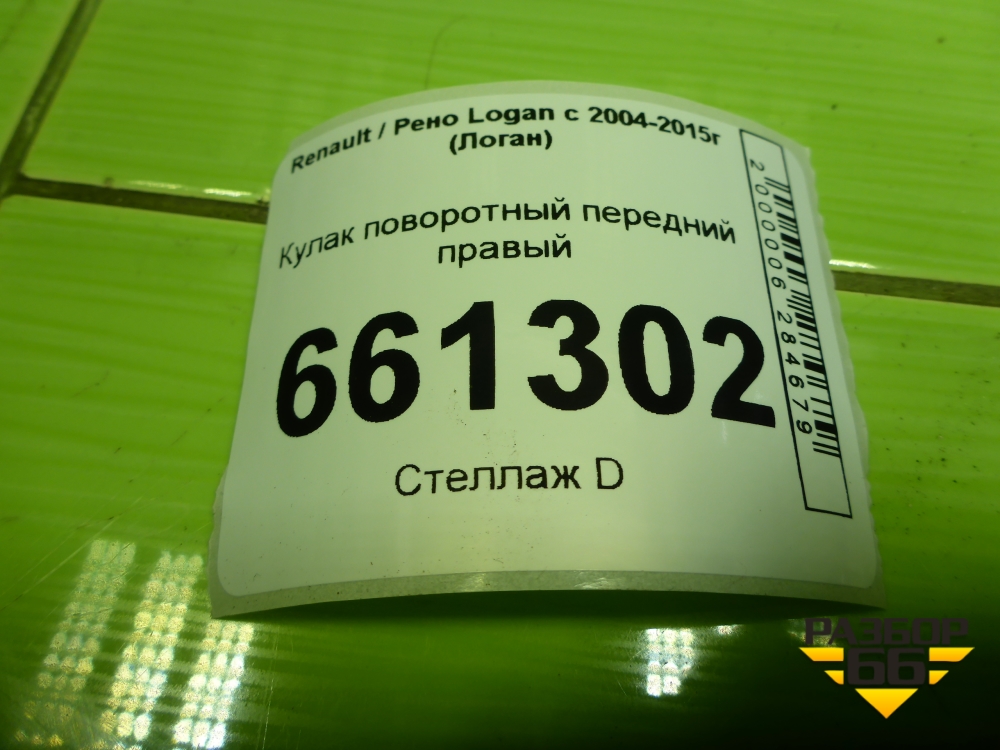 Renault / Рено Logan с 2004-2015г
(Логан)
Кулак поворотный передний
правый
661302
Стеллаж D
2000006284679
РАЗБОР
66